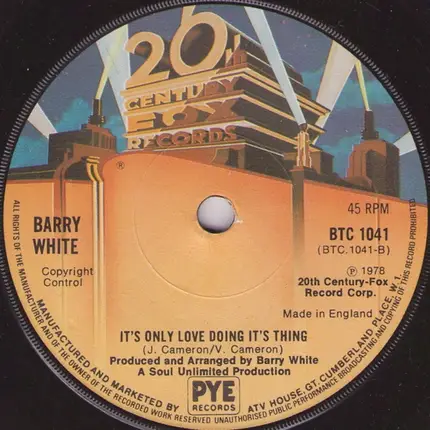 20th
CENTURY
FOX
RECORDS
®
BARRY
WHITE
Copyright
Control
45 RPM
BTC 1041
(BTC.1041-B)
℗ 1978
20th Century-Fox
Record Corp.
Made in England
IT'S ONLY LOVE DOING IT'S THING
(J. Cameron/V. Cameron)
Produced and Arranged by Barry White
A Soul Unlimited Production
PYE
RECORDS
MANUFACTURED AND MARKETED BY
ATV HOUSE, GT. CUMBERLAND PLACE, W.1.
ALL RIGHTS OF THE MANUFACTURER AND OF THE OWNER OF THE RECORDED WORK RESERVED UNAUTHORISED PUBLIC PERFORMANCE BROADCASTING AND COPYING OF THIS RECORD PROHIBITED